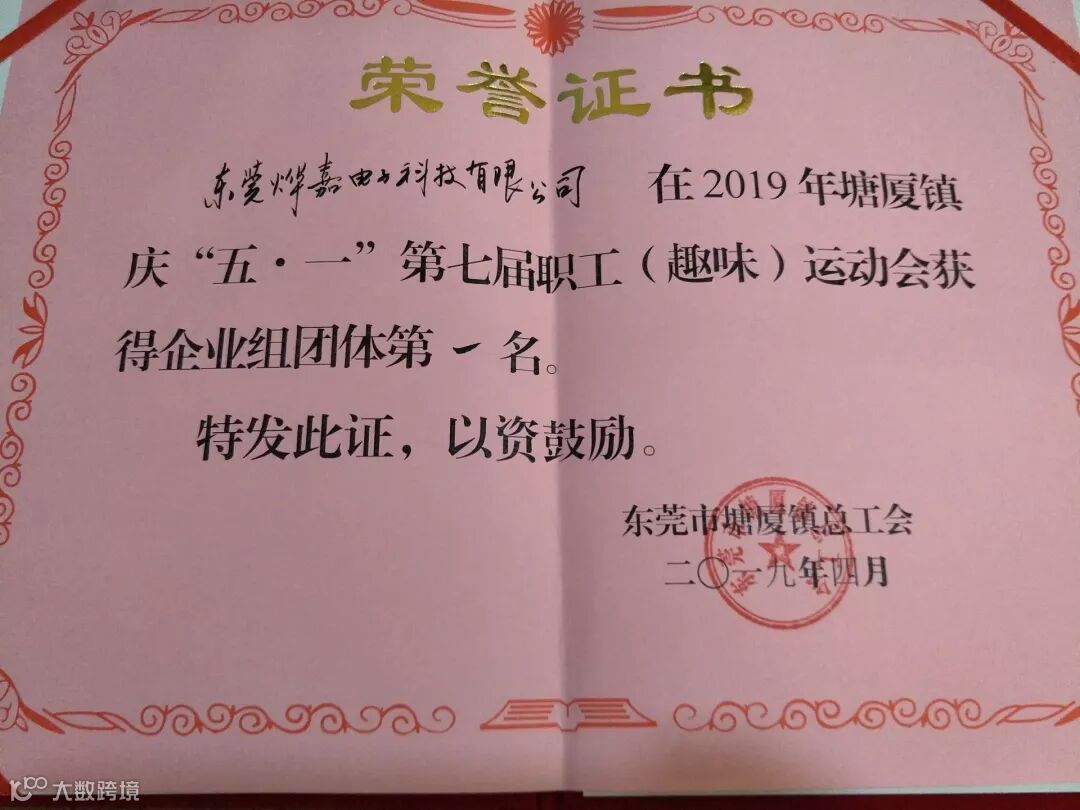 荣誉证书
东莞烨嘉电子科技有限公司 在2019年塘厦镇
庆“五·一”第七届职工（趣味）运动会获
得企业组团体第一名。
特发此证，以资鼓励。
东莞市塘厦镇总工会
二〇一九年四月
大数跨境